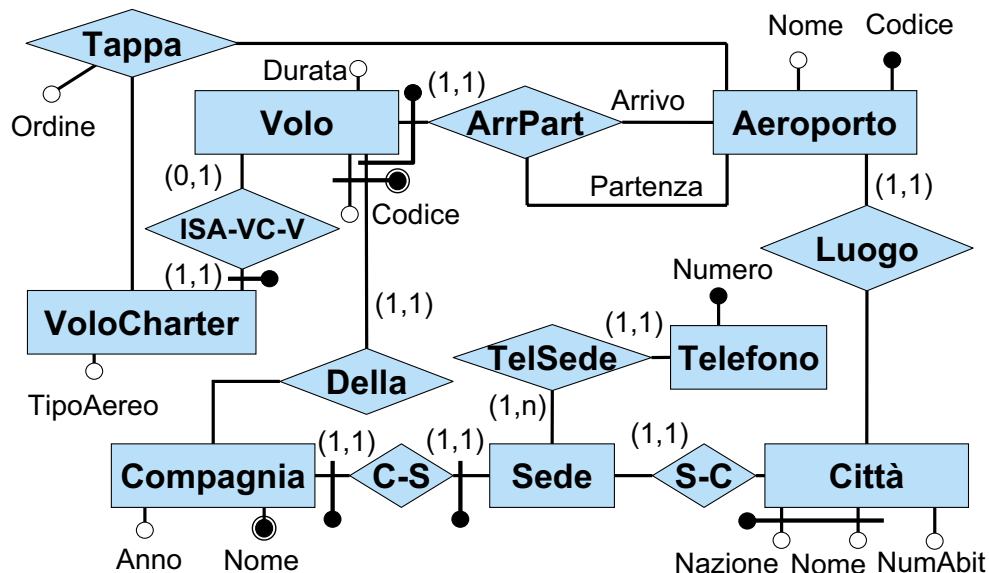 Tappa
Nome
Codice
Durata
(1,1)
Arrivo
Ordine
Volo
ArrPart
Aeroporto
(0,1)
Partenza
(1,1)
Codice
ISA-VC-V
Luogo
(1,1)
Numero
VoloCharter
(1,1)
(1,1)
TelSede
Telefono
Della
TipoAereo
(1,n)
(1,1)
(1,1)
(1,1)
Compagnia
C-S
Sede
S-C
Città
Anno
Nome
Nazione
Nome
NumAbit